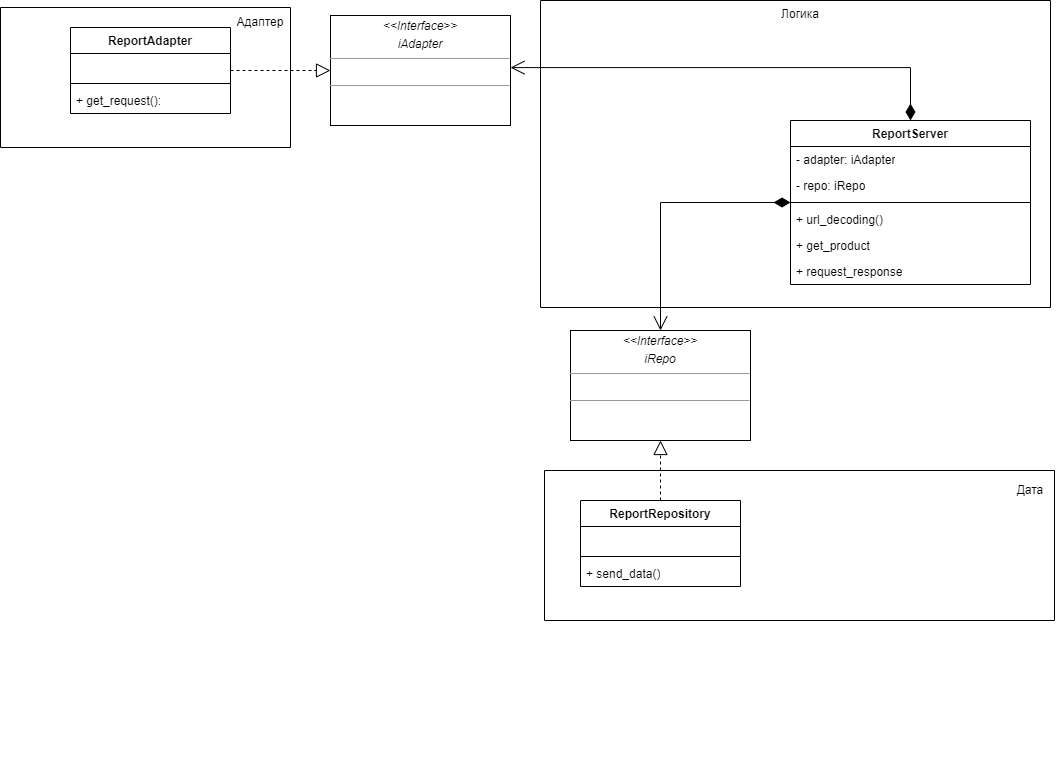 Адаптер
ReportAdapter
+ get_request():
<<Interface>>
iAdapter
Логика
ReportServer
- adapter: iAdapter
- repo: iRepo
+ url_decoding()
+ get_product
+ request_response
<<Interface>>
iRepo
Дата
ReportRepository
+ send_data()